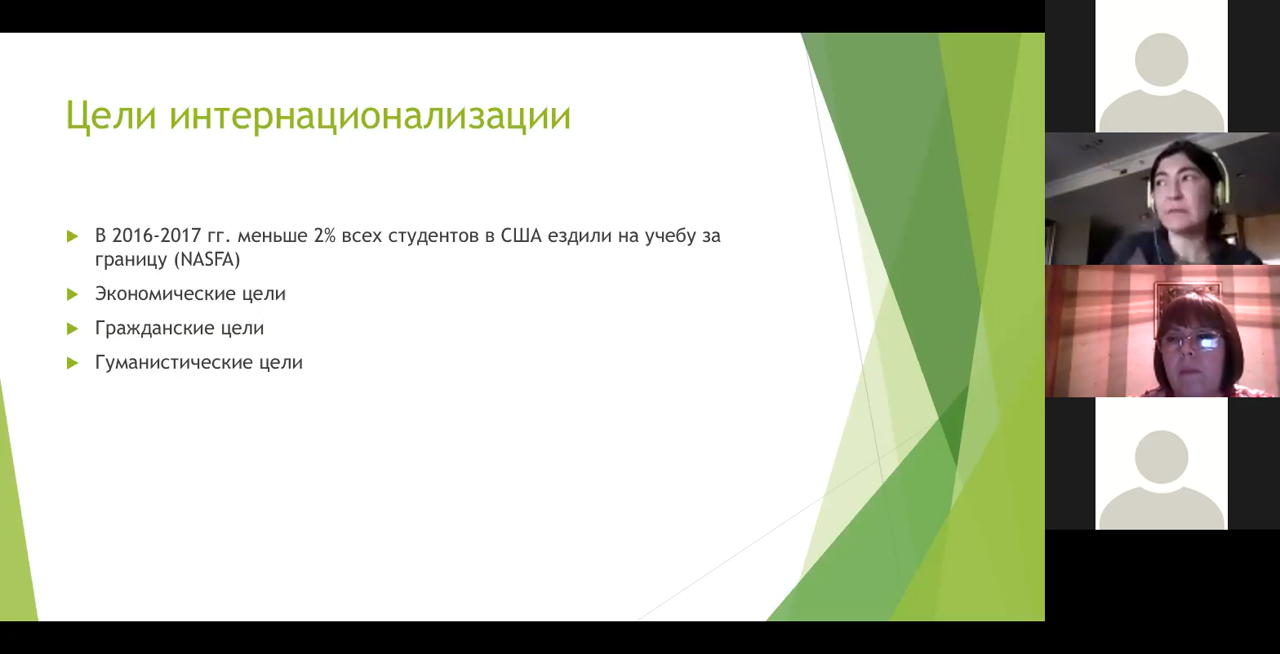 Цели интернационализации
В 2016-2017 гг. меньше 2% всех студентов в США ездили на учебу за
границу (NASFA)
Экономические цели
Гражданские цели
Гуманистические цели